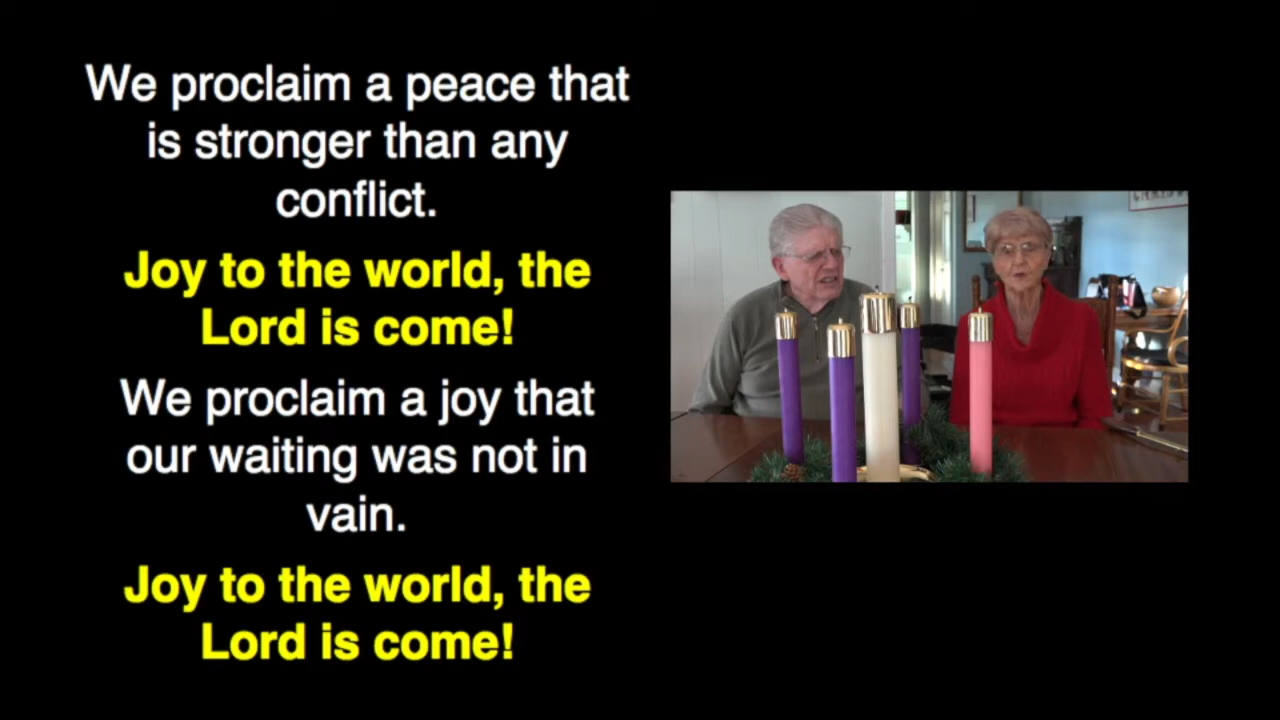 We proclaim a peace that
is stronger than any
conflict.
Joy to the world, the
Lord is come!
We proclaim a joy that
our waiting was not in
vain.
Joy to the world, the
Lord is come!